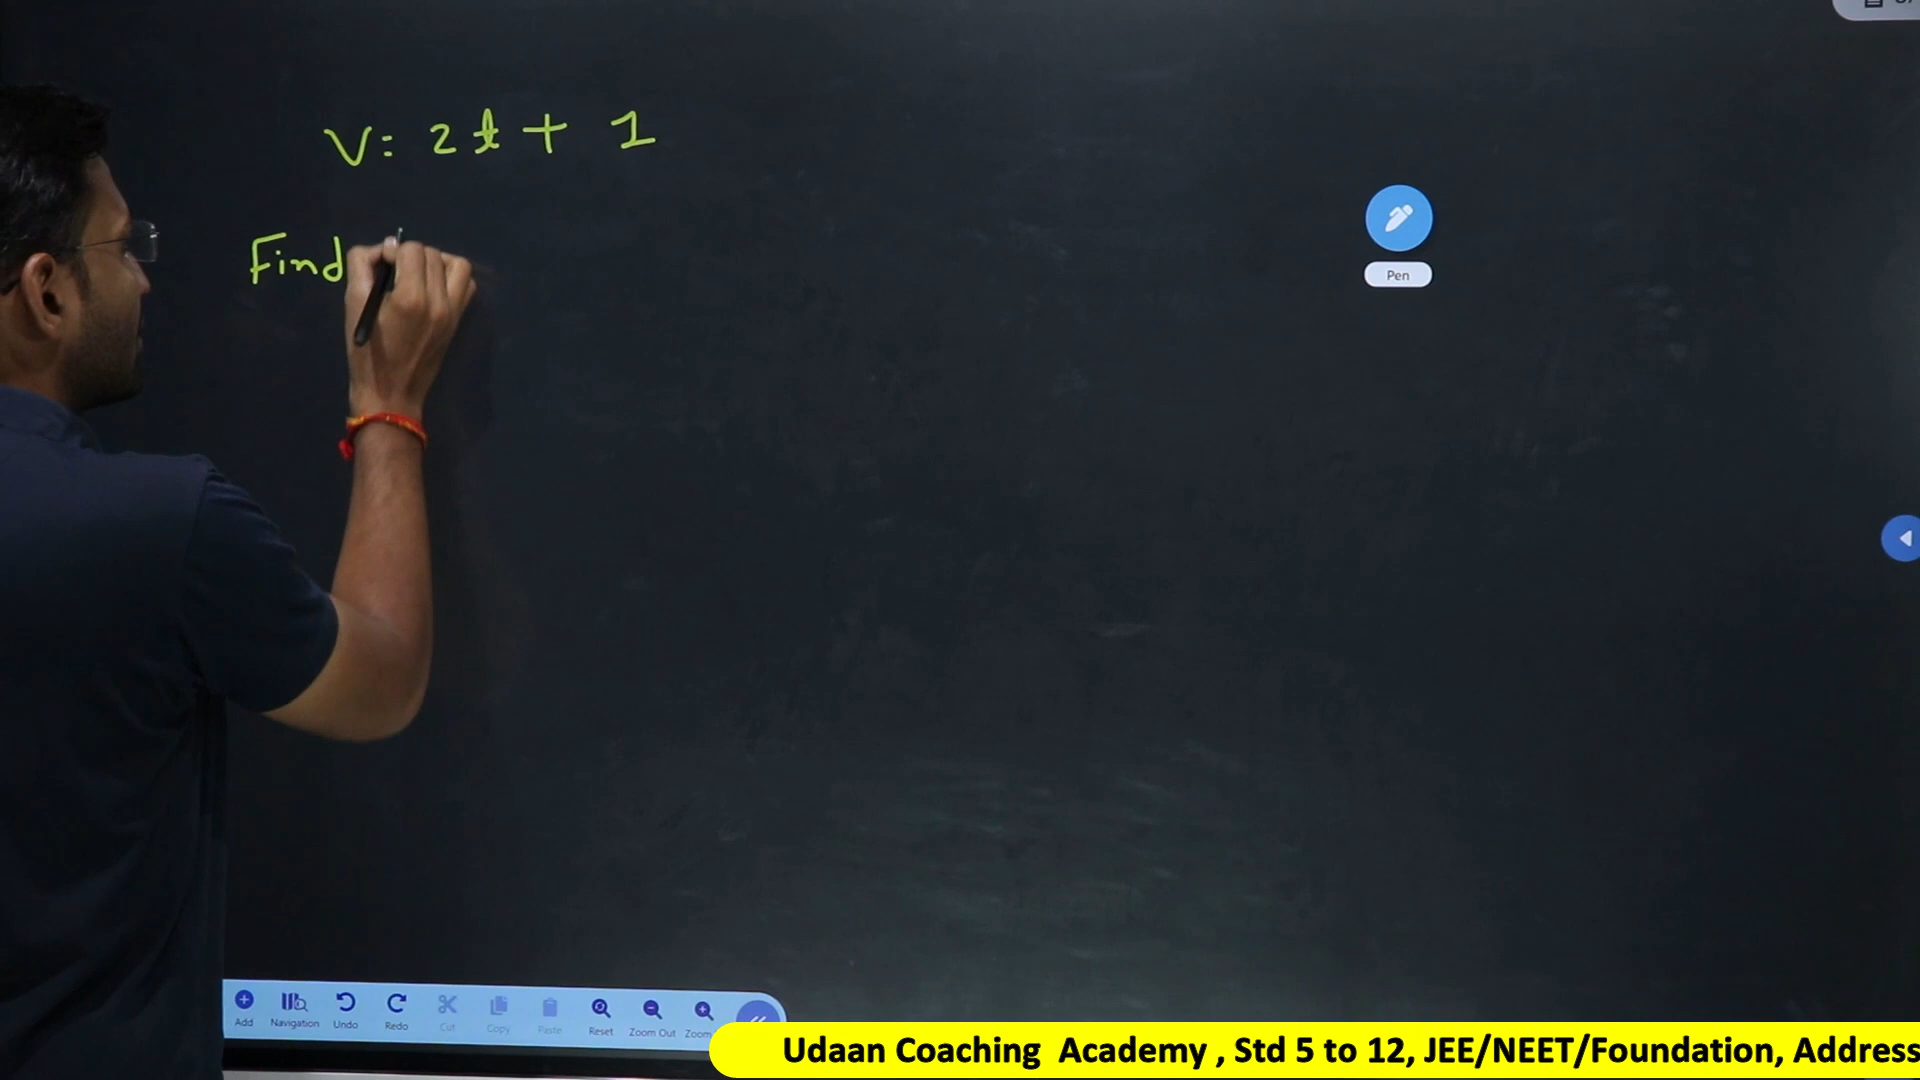 V = 2t + 1
Find
Pen
Add Navigation Undo Redo Cut Copy Paste Reset Zoom Out Zoom
Udaan Coaching Academy , Std 5 to 12, JEE/NEET/Foundation, Address